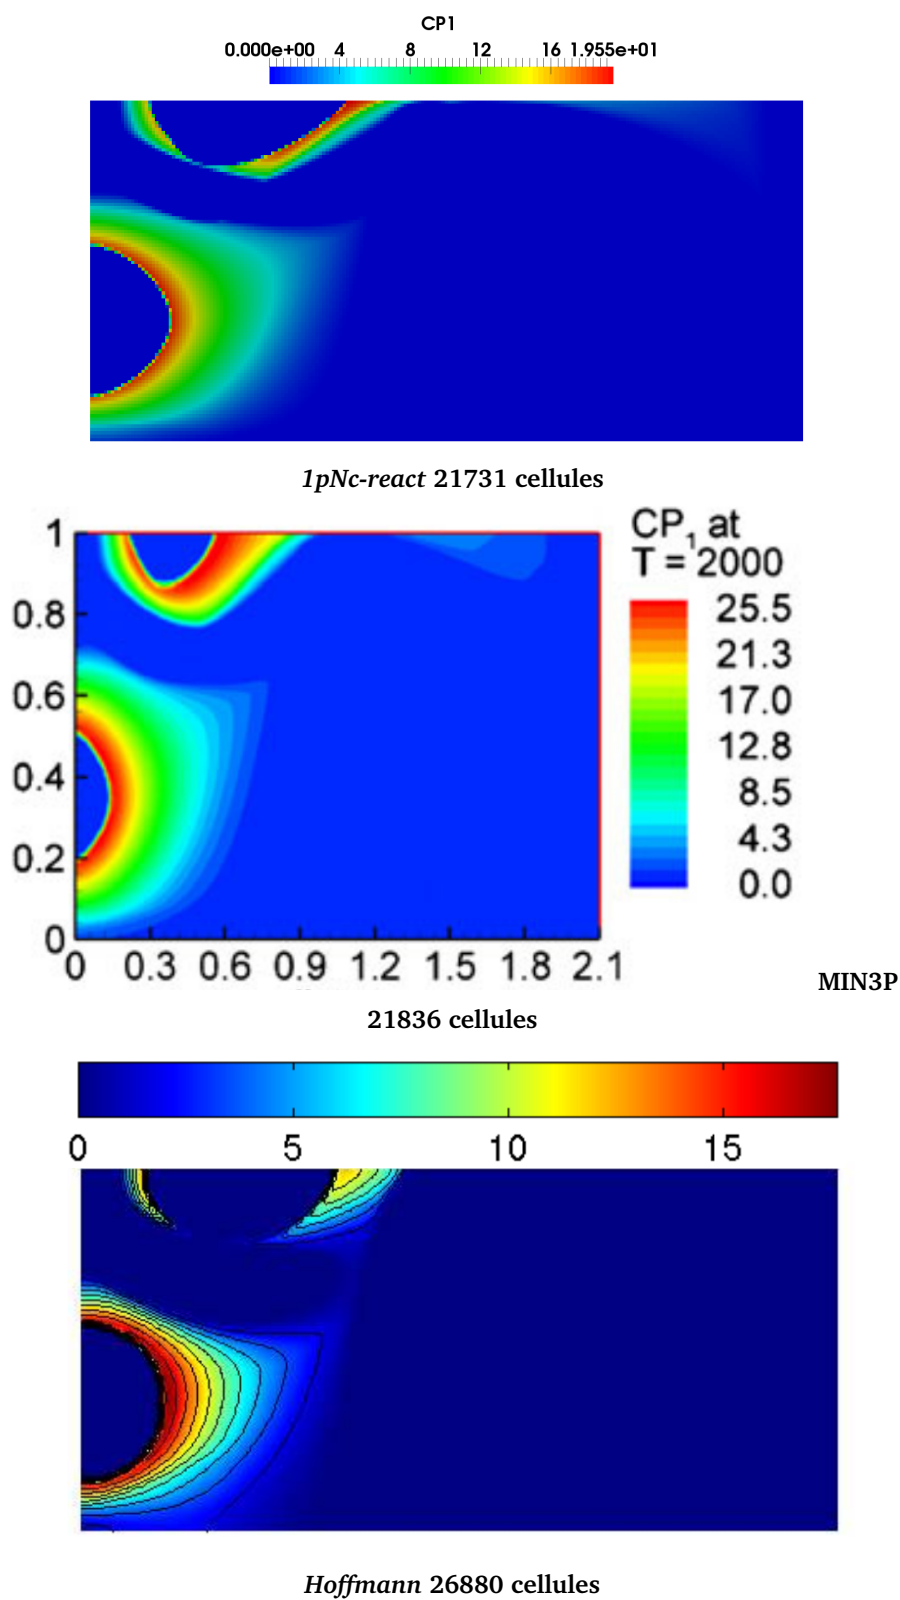 CP1
0.000e+00 4 8 12 16 1.955e+01
1pNc-react 21731 cellules
CP1 at
T = 2000
1
0.8
0.6
0.4
0.2
0
0 0.3 0.6 0.9 1.2 1.5 1.8 2.1
25.5
21.3
17.0
12.8
8.5
4.3
0.0
MIN3P
21836 cellules
0 5 10 15
Hoffmann 26880 cellules